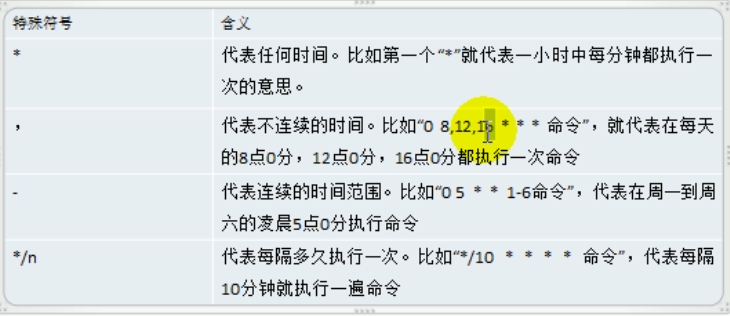 特殊符号 含义
* 代表任何时间。比如第一个“*”就代表一小时中每分钟都执行一
次的意思。
， 代表不连续的时间。比如“0 8,12,16 * * * 命令”，就代表在每天
的8点0分，12点0分，16点0分都执行一次命令
- 代表连续的时间范围。比如“0 5 * * 1-6命令”，代表在周一到周
六的凌晨5点0分执行命令
*/n 代表每隔多久执行一次。比如“*/10 * * * * 命令”，代表每隔
10分钟就执行一遍命令